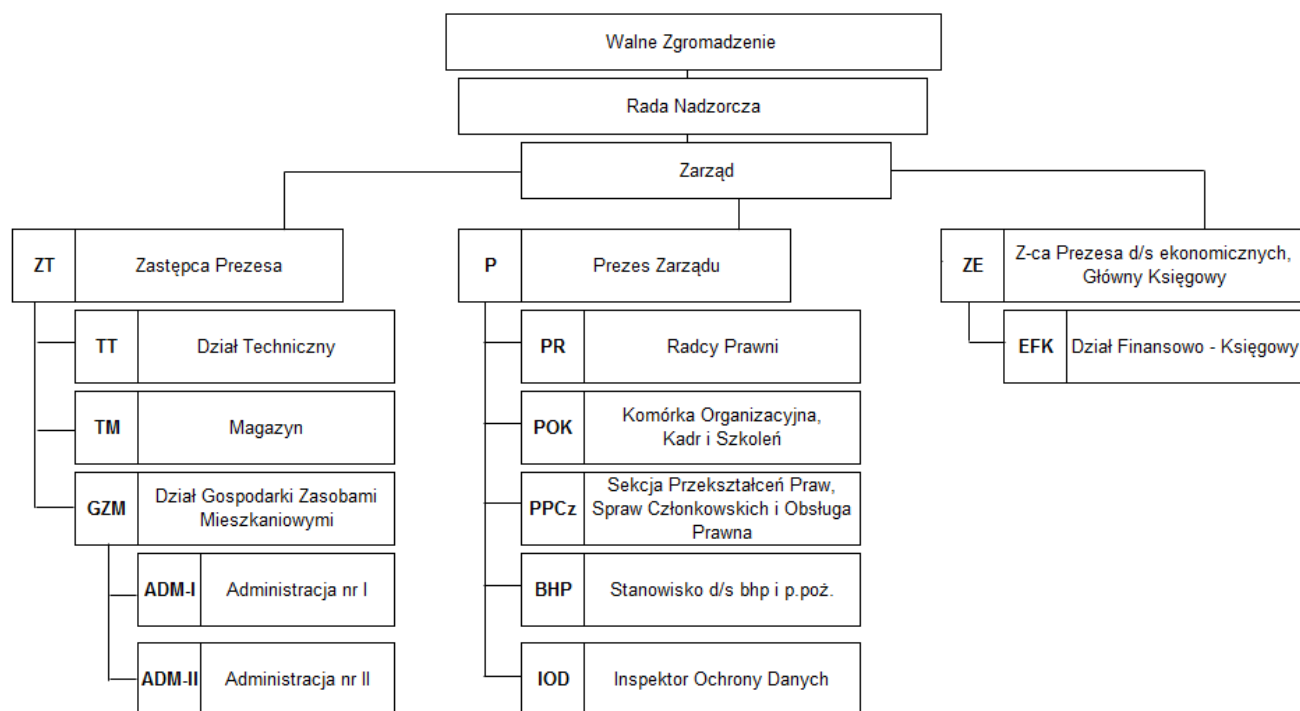 Walne Zgromadzenie
Rada Nadzorcza
Zarząd
ZT
Zastępca Prezesa
TT
Dział Techniczny
TM
Magazyn
GZM
Dział Gospodarki Zasobami
Mieszkaniowymi
ADM-I
Administracja nr I
ADM-II
Administracja nr II
P
Prezes Zarządu
PR
Radcy Prawni
POK
Komórka Organizacyjna,
Kadr i Szkoleń
PPCz
Sekcja Przekształceń Praw,
Spraw Członkowskich i Obsługa
Prawna
BHP
Stanowisko d/s bhp i p.poż.
IOD
Inspektor Ochrony Danych
ZE
Z-ca Prezesa d/s ekonomicznych,
Główny Księgowy
EFK
Dział Finansowo - Księgowy